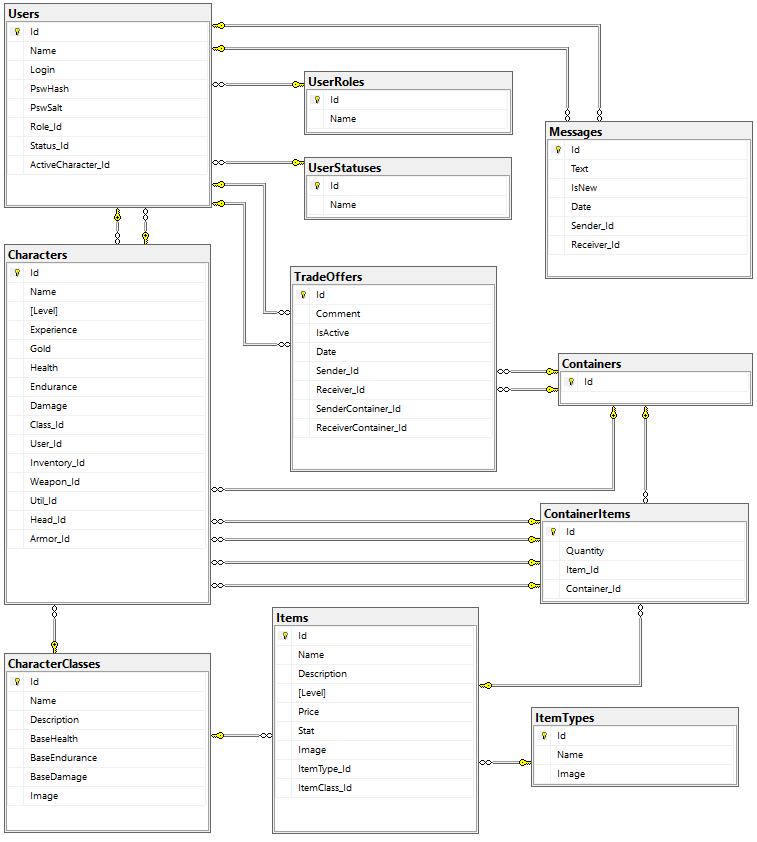 Users
Id
Name
Login
PswHash
PswSalt
Role_Id
Status_Id
ActiveCharacter_Id
UserRoles
Id
Name
Messages
Id
Text
IsNew
Date
Sender_Id
Receiver_Id
UserStatuses
Id
Name
Characters
Id
Name
[Level]
Experience
Gold
Health
Endurance
Damage
Class_Id
User_Id
Inventory_Id
Weapon_Id
Util_Id
Head_Id
Armor_Id
TradeOffers
Id
Comment
IsActive
Date
Sender_Id
Receiver_Id
SenderContainer_Id
ReceiverContainer_Id
Containers
Id
ContainerItems
Id
Quantity
Item_Id
Container_Id
CharacterClasses
Id
Name
Description
BaseHealth
BaseEndurance
BaseDamage
Image
Items
Id
Name
Description
[Level]
Price
Stat
Image
ItemType_Id
ItemClass_Id
ItemTypes
Id
Name
Image